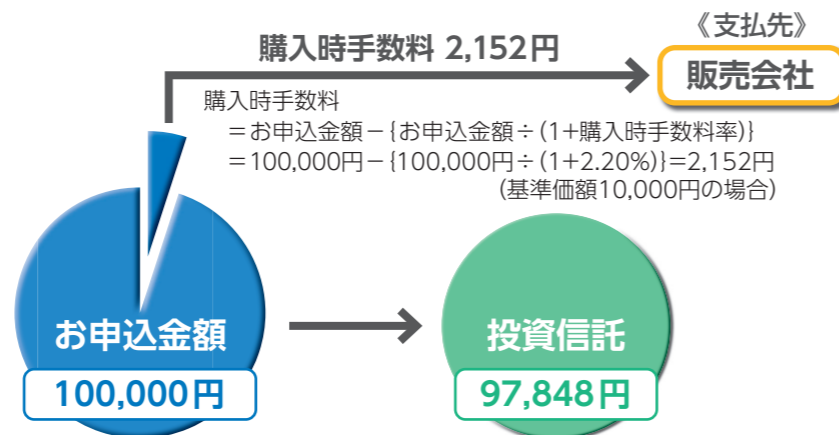 《支払先》
購入時手数料 2,152円
販売会社
購入時手数料
=お申込金額-{お申込金額÷(1+購入時手数料率)}
=100,000円-{100,000円÷(1+2.20%)}=2,152円
(基準価額10,000円の場合)
お申込金額
100,000円
投資信託
97,848円